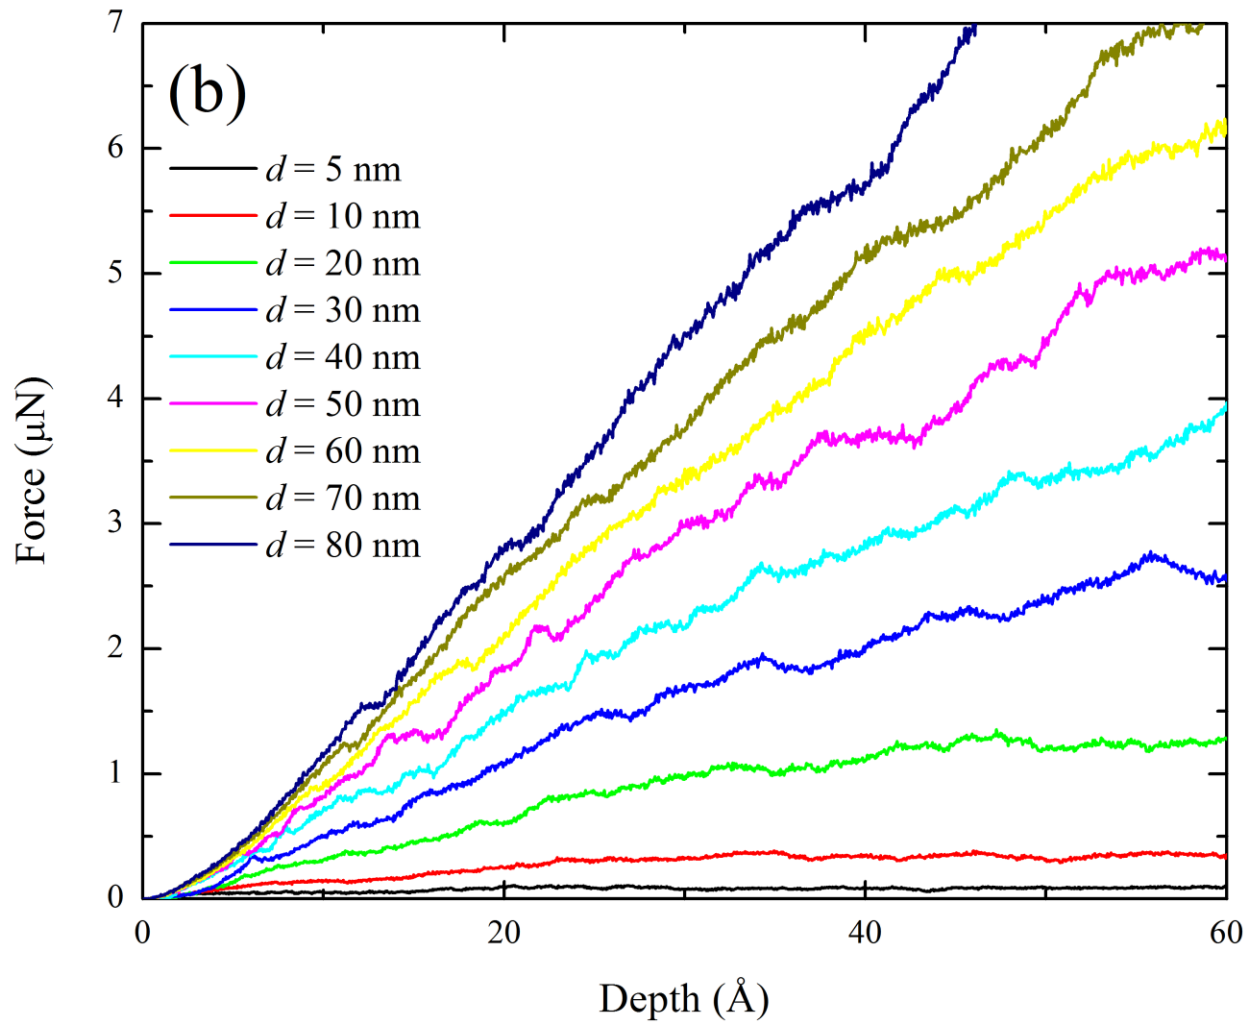 (b)
d = 5 nm
d = 10 nm
d = 20 nm
d = 30 nm
d = 40 nm
d = 50 nm
d = 60 nm
d = 70 nm
d = 80 nm
7
6
5
4
3
2
1
0
Force (μN)
0 20 40 60
Depth (Å)